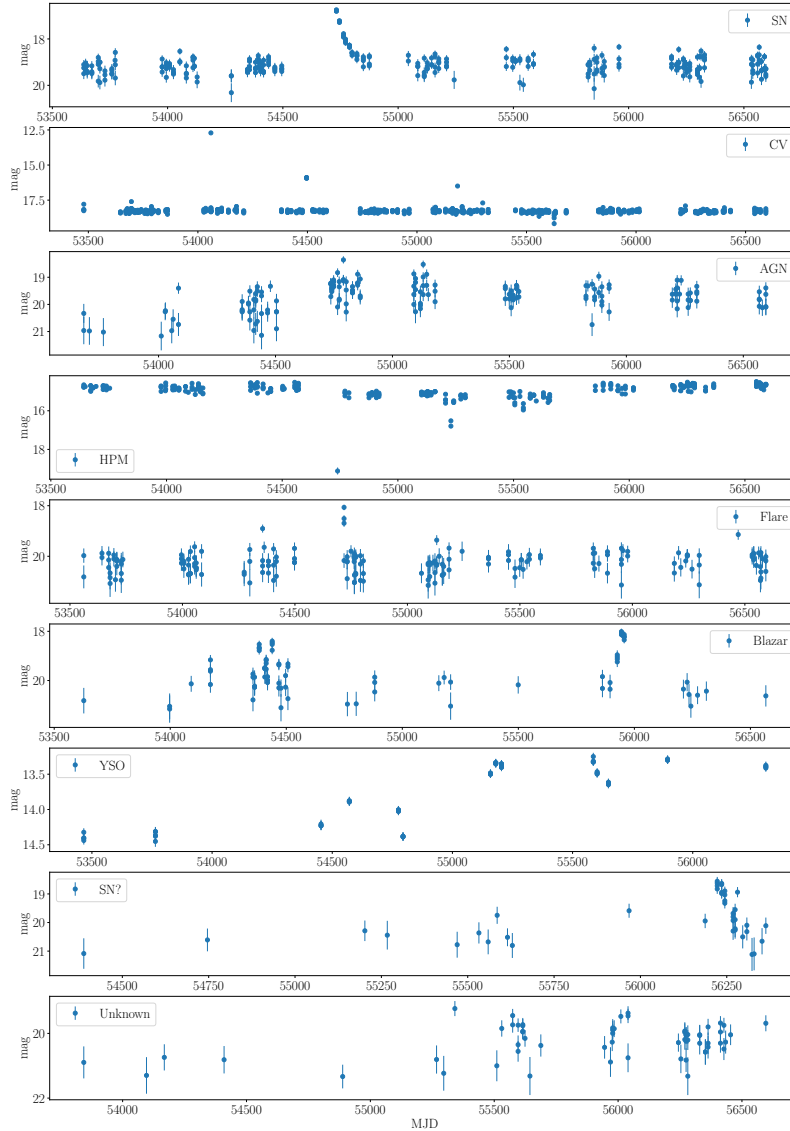 mag
18
20
SN
53500 54000 54500 55000 55500 56000 56500
mag
12.5
15.0
17.5
CV
53500 54000 54500 55000 55500 56000 56500
mag
19
20
21
AGN
54000 54500 55000 55500 56000 56500
mag
16
18
HPM
53500 54000 54500 55000 55500 56000 56500
mag
18
20
Flare
53500 54000 54500 55000 55500 56000 56500
mag
18
20
Blazar
53500 54000 54500 55000 55500 56000 56500
mag
13.5
14.0
14.5
YSO
53500 54000 54500 55000 55500 56000
mag
19
20
21
SN?
54500 54750 55000 55250 55500 55750 56000 56250
mag
20
22
Unknown
54000 54500 55000 55500 56000 56500
MJD